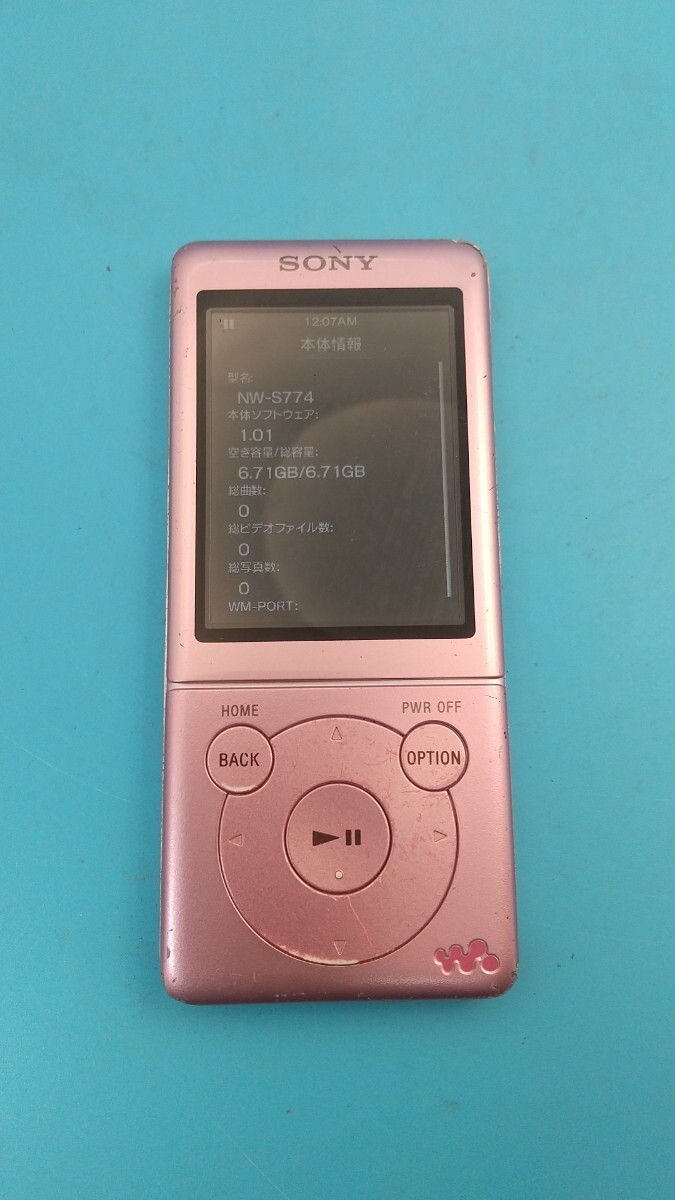 SONY
12:07AM
本体情報
型名:
NW-S774
本体ソフトウェア:
1.01
空き容量/総容量:
6.71GB/6.71GB
総曲数:
0
総ビデオファイル数:
0
総写真数:
0
WM-PORT:
HOME
PWR OFF
BACK
OPTION